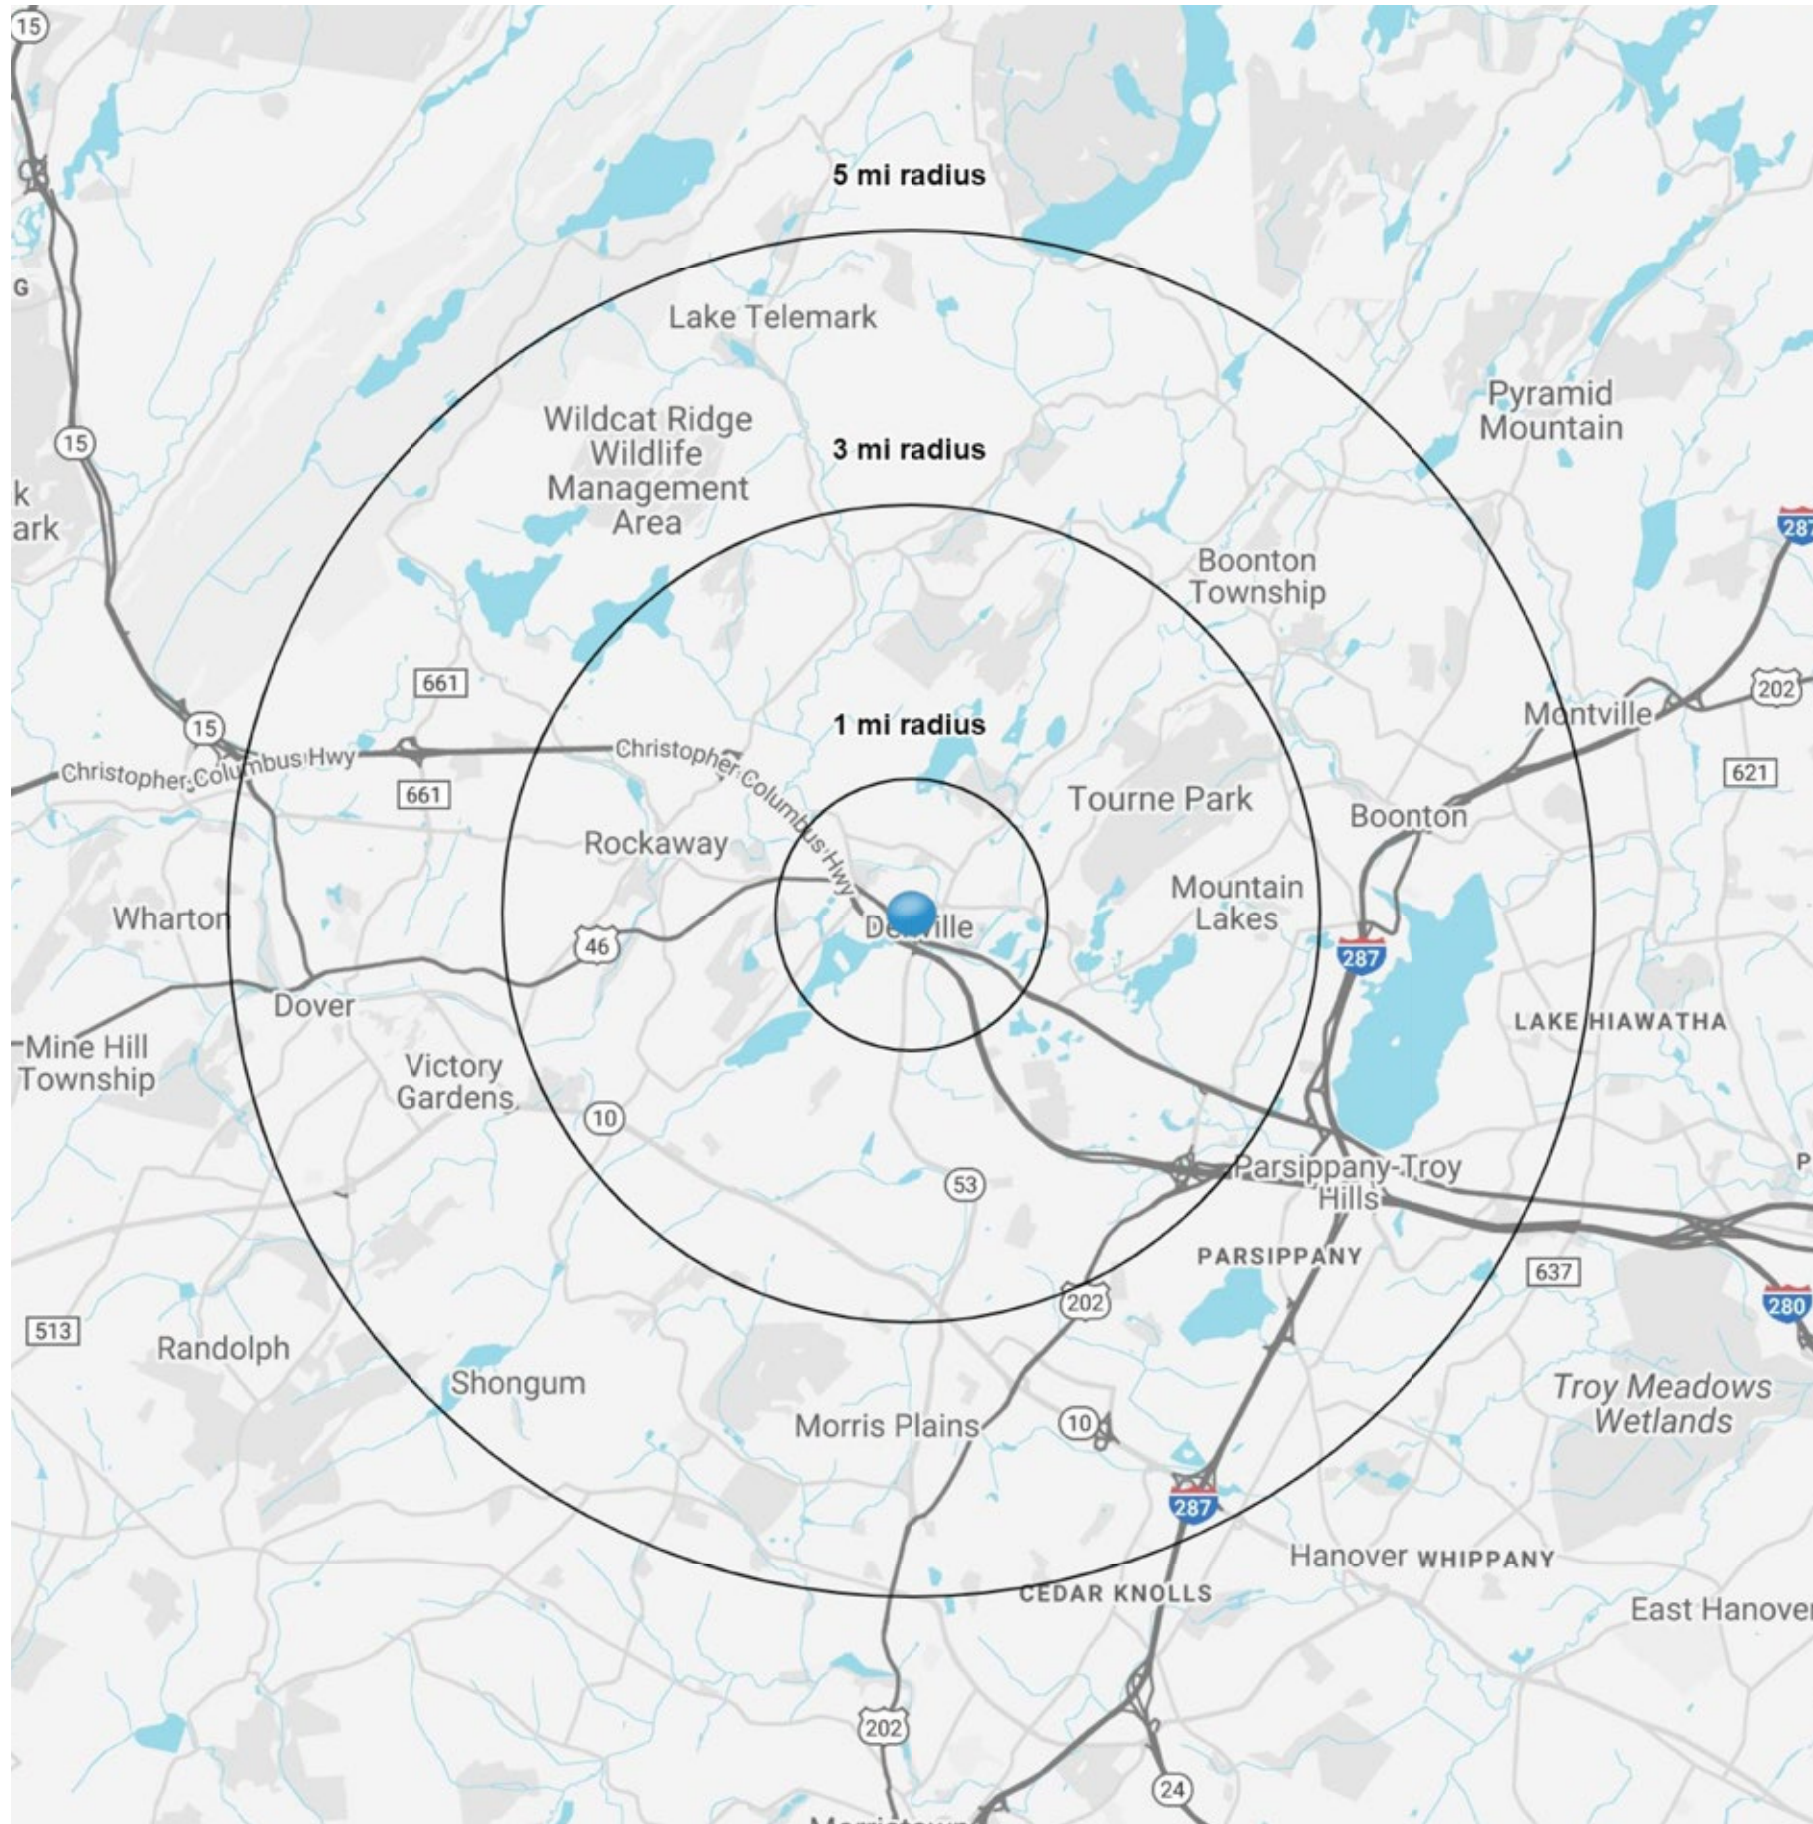 15
5 mi radius
G
Lake Telemark
Pyramid
Mountain
Wildcat Ridge
Wildlife
Management
Area
3 mi radius
15
k
ark
287
Boonton
Township
661
202
15
Montville
1 mi radius
Christopher Columbus Hwy
Christopher Columbus Hwy
621
661
Tourne Park
Boonton
Rockaway
Mountain
Lakes
Wharton
Denville
46
287
Dover
LAKE HIAWATHA
Mine Hill
Township
Victory
Gardens
10
53
Parsippany-Troy
Hills
P
PARSIPPANY
637
202
280
513
Randolph
Shongum
Troy Meadows
Wetlands
Morris Plains
10
287
Hanover
WHIPPANY
CEDAR KNOLLS
East Hanover
202
24
Morristown